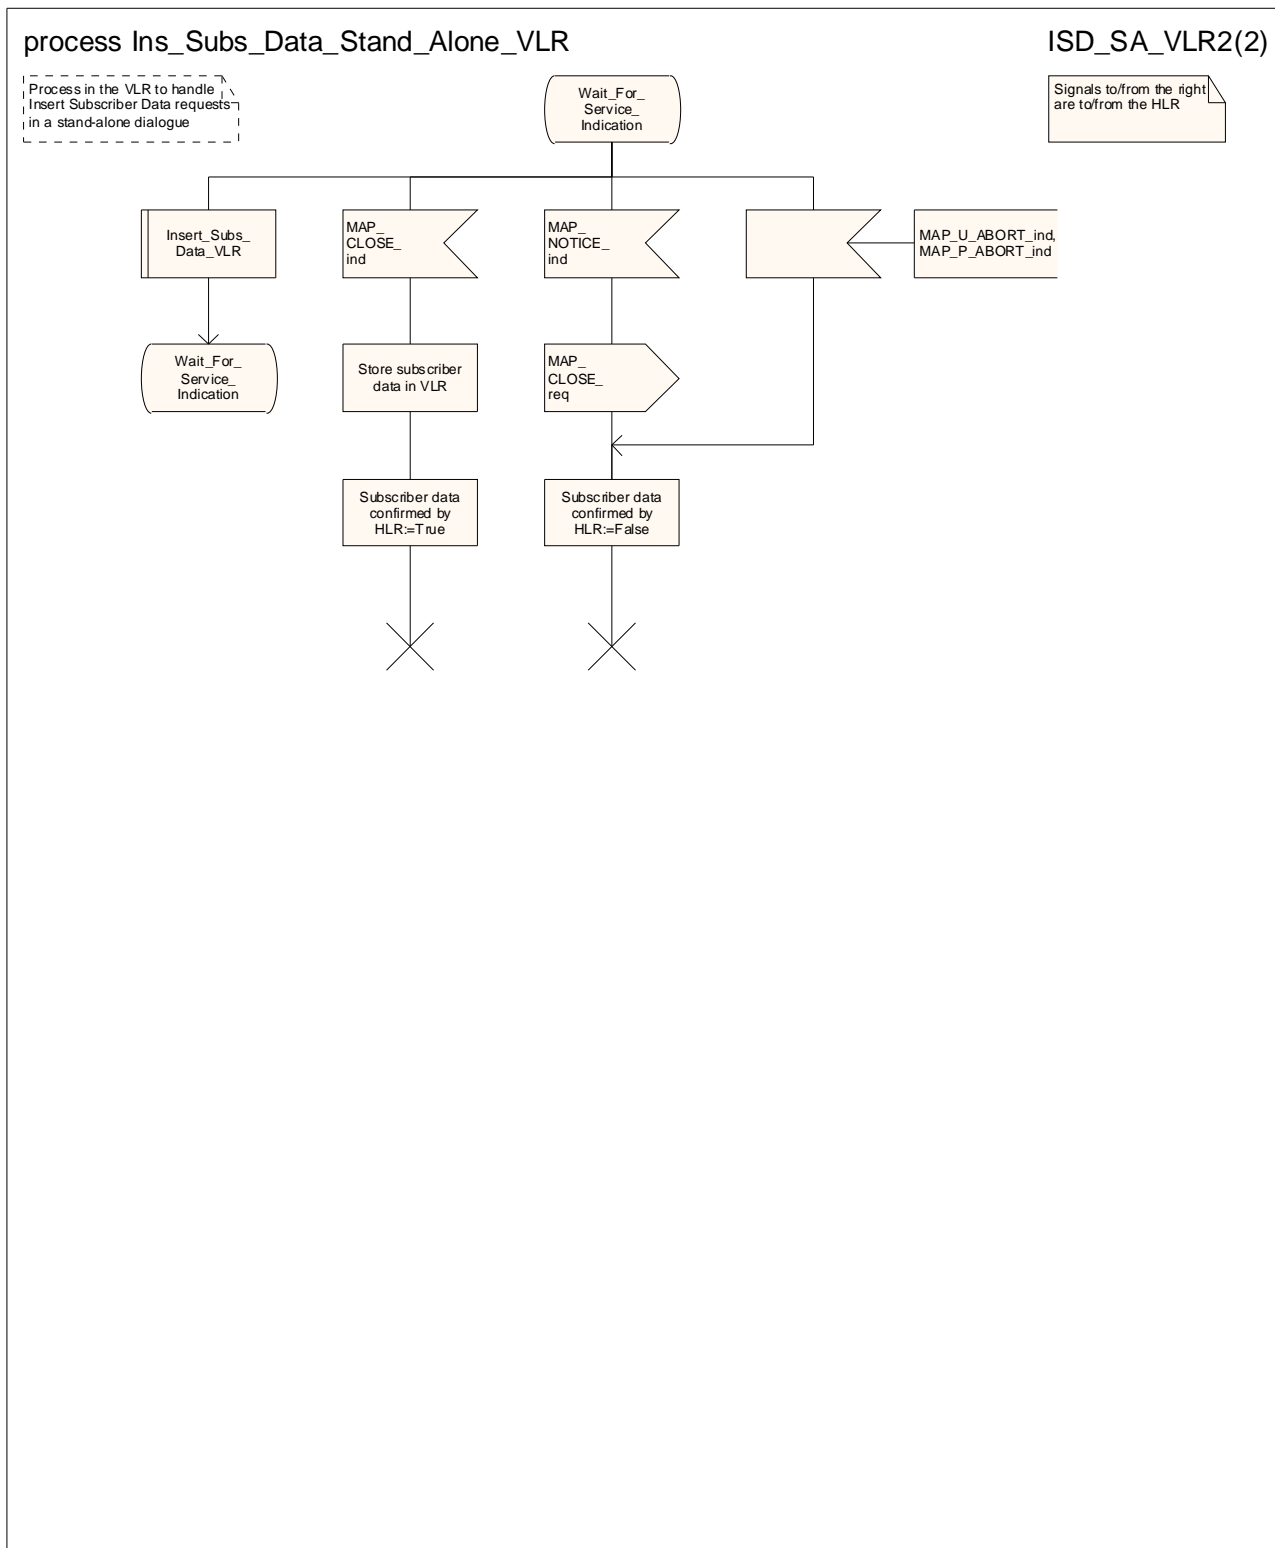 process Ins_Subs_Data_Stand_Alone_VLR
ISD_SA_VLR2(2)
Process in the VLR to handle
Insert Subscriber Data requests
in a stand-alone dialogue
Wait_For_
Service_
Indication
Signals to/from the right
are to/from the HLR
Insert_Subs_
Data_VLR
MAP_
CLOSE_
ind
MAP_
NOTICE_
ind
MAP_U_ABORT_ind,
MAP_P_ABORT_ind
Wait_For_
Service_
Indication
Store subscriber
data in VLR
MAP_
CLOSE_
req
Subscriber data
confirmed by
HLR:=True
Subscriber data
confirmed by
HLR:=False